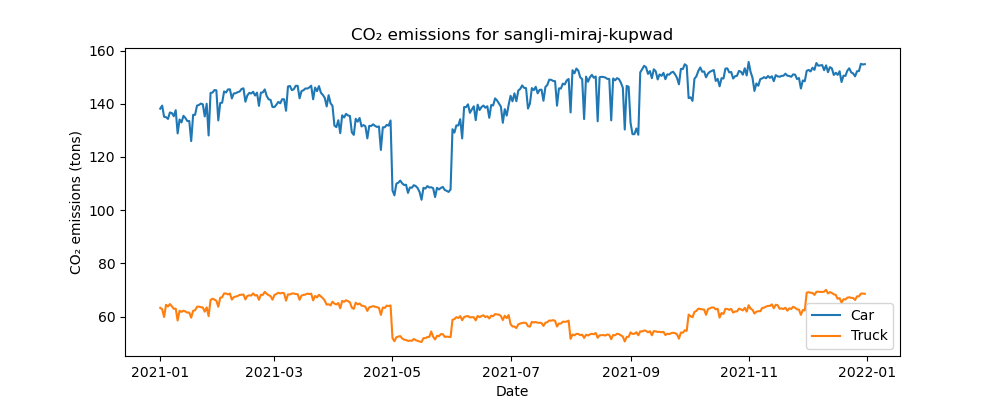 CO₂ emissions for sangli-miraj-kupwad
CO₂ emissions (tons)
160
140
120
100
80
60
Car
Truck
2021-01 2021-03 2021-05 2021-07 2021-09 2021-11 2022-01
Date